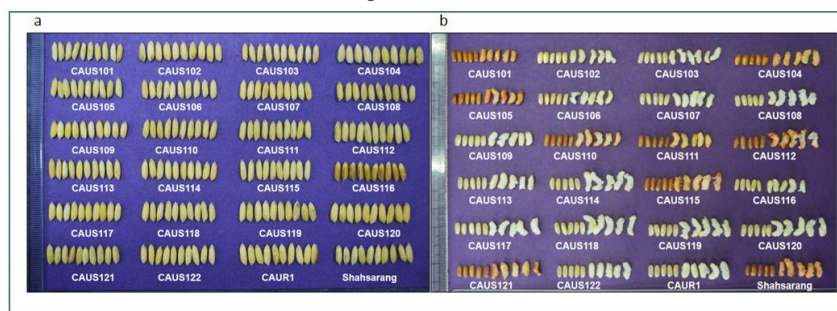 a
CAUS101 CAUS102 CAUS103 CAUS104
CAUS105 CAUS106 CAUS107 CAUS108
CAUS109 CAUS110 CAUS111 CAUS112
CAUS113 CAUS114 CAUS115 CAUS116
CAUS117 CAUS118 CAUS119 CAUS120
CAUS121 CAUS122 CAUR1 Shahsarang
b
CAUS101 CAUS102 CAUS103 CAUS104
CAUS105 CAUS106 CAUS107 CAUS108
CAUS109 CAUS110 CAUS111 CAUS112
CAUS113 CAUS114 CAUS115 CAUS116
CAUS117 CAUS118 CAUS119 CAUS120
CAUS121 CAUS122 CAUR1 Shahsarang